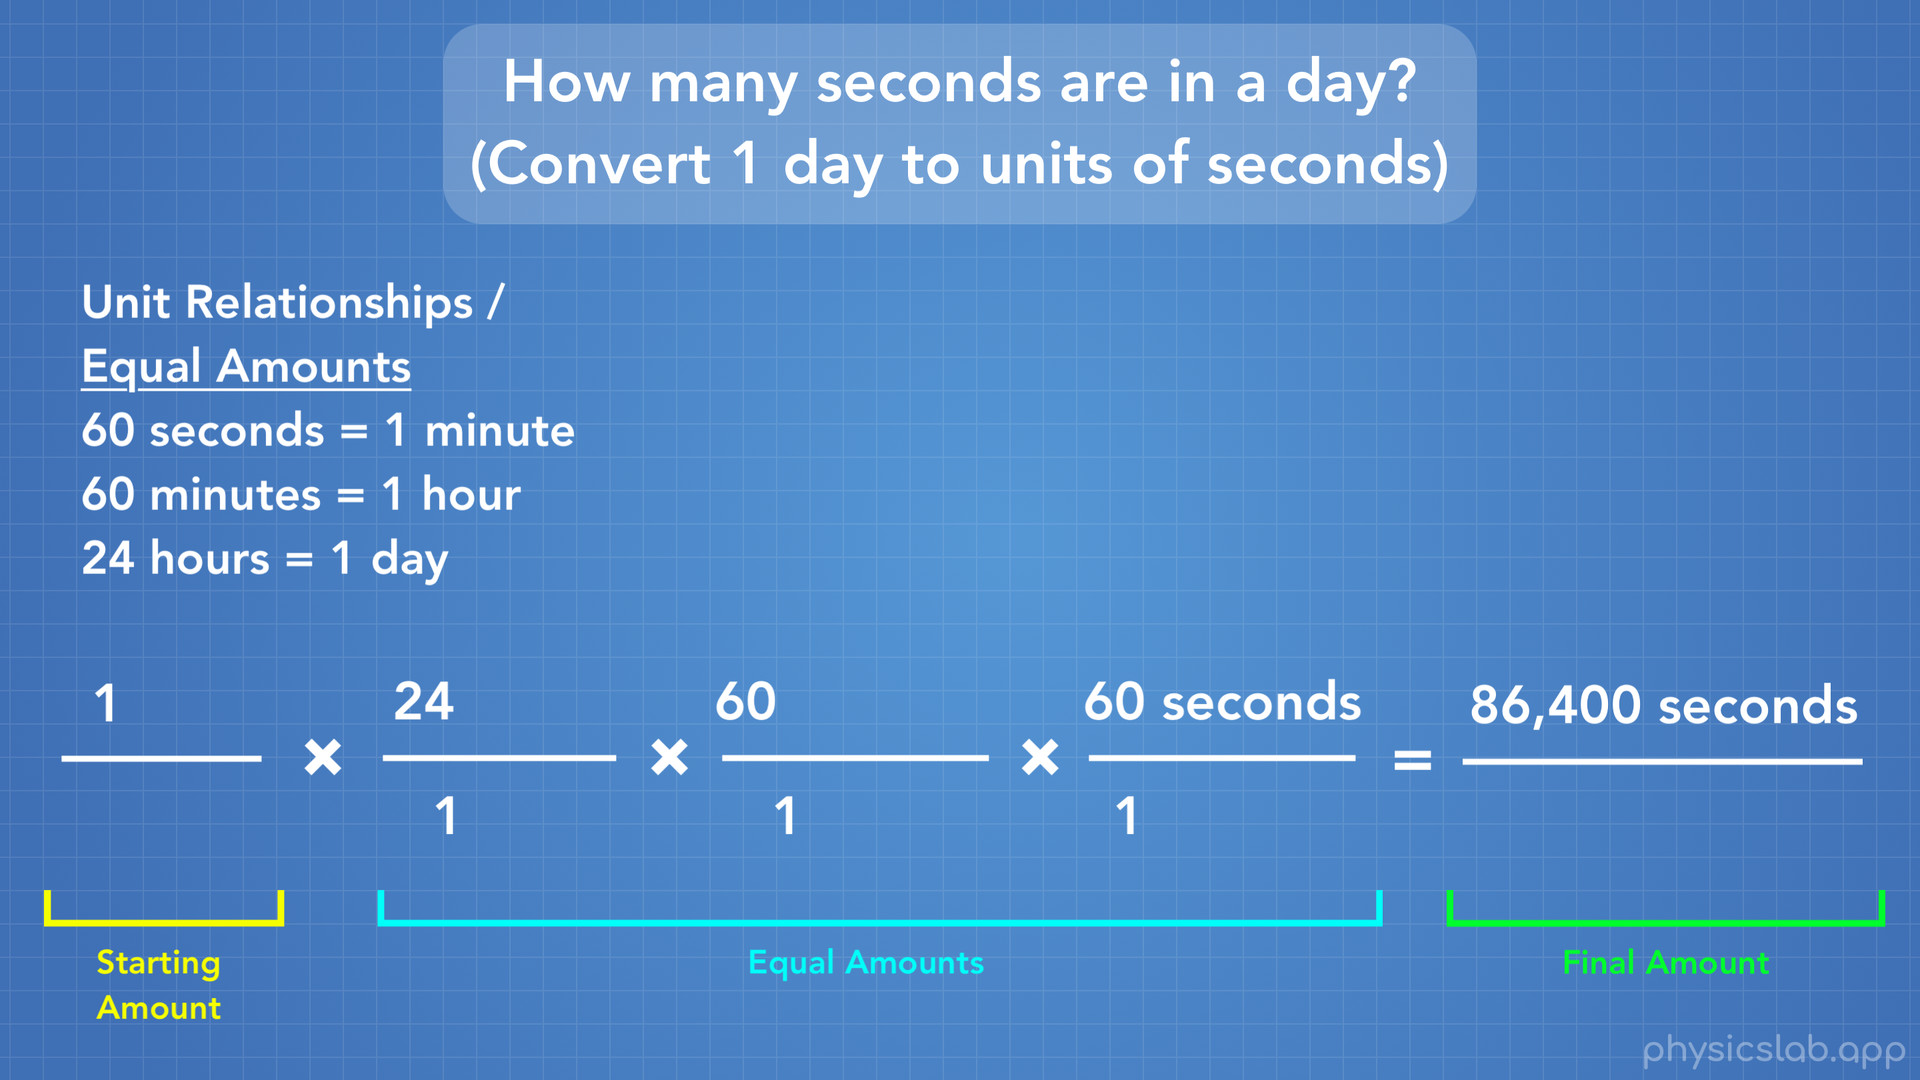 How many seconds are in a day?
(Convert 1 day to units of seconds)
Unit Relationships /
Equal Amounts
60 seconds = 1 minute
60 minutes = 1 hour
24 hours = 1 day
1 × 24 × 60 × 60 seconds = 86,400 seconds
1 1 1
Starting
Amount
Equal Amounts
Final Amount
physicslab.app